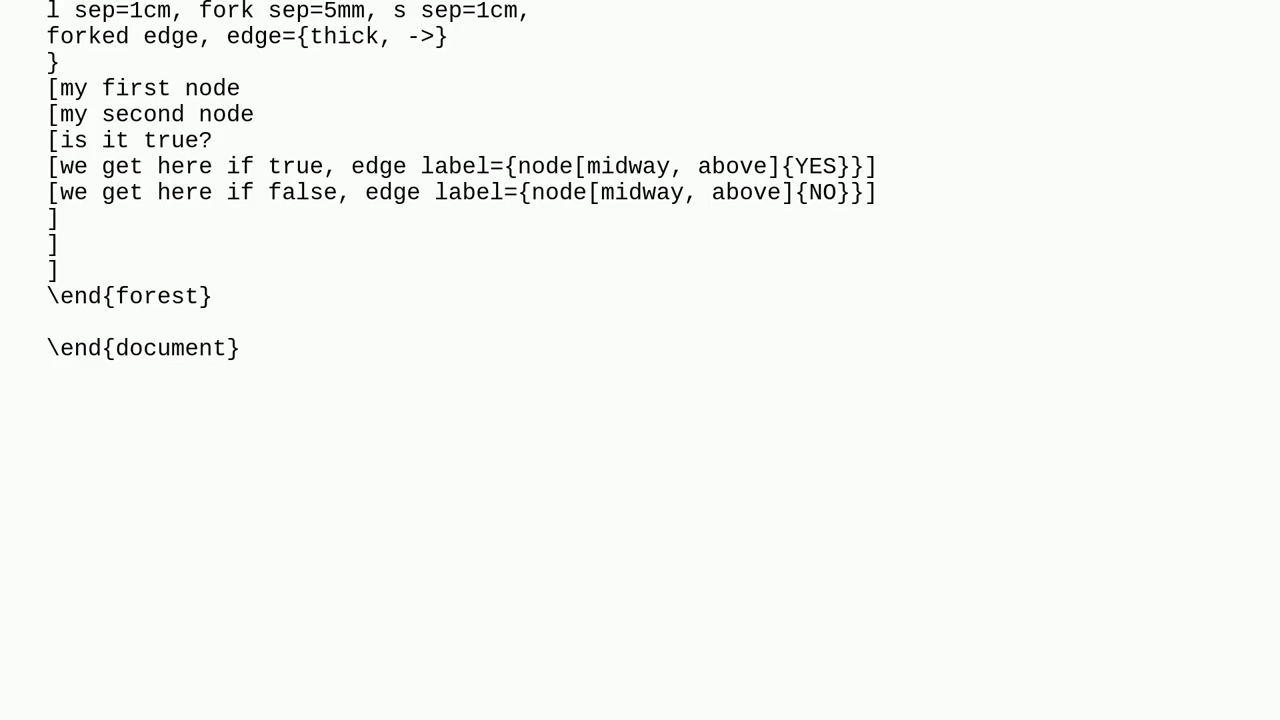 l sep=1cm, fork sep=5mm, s sep=1cm,
forked edge, edge={thick, ->}
}
[my first node
[my second node
[is it true?
[we get here if true, edge label={node[midway, above]{YES}}]
[we get here if false, edge label={node[midway, above]{NO}}]
]
]
]
\end{forest}

\end{document}